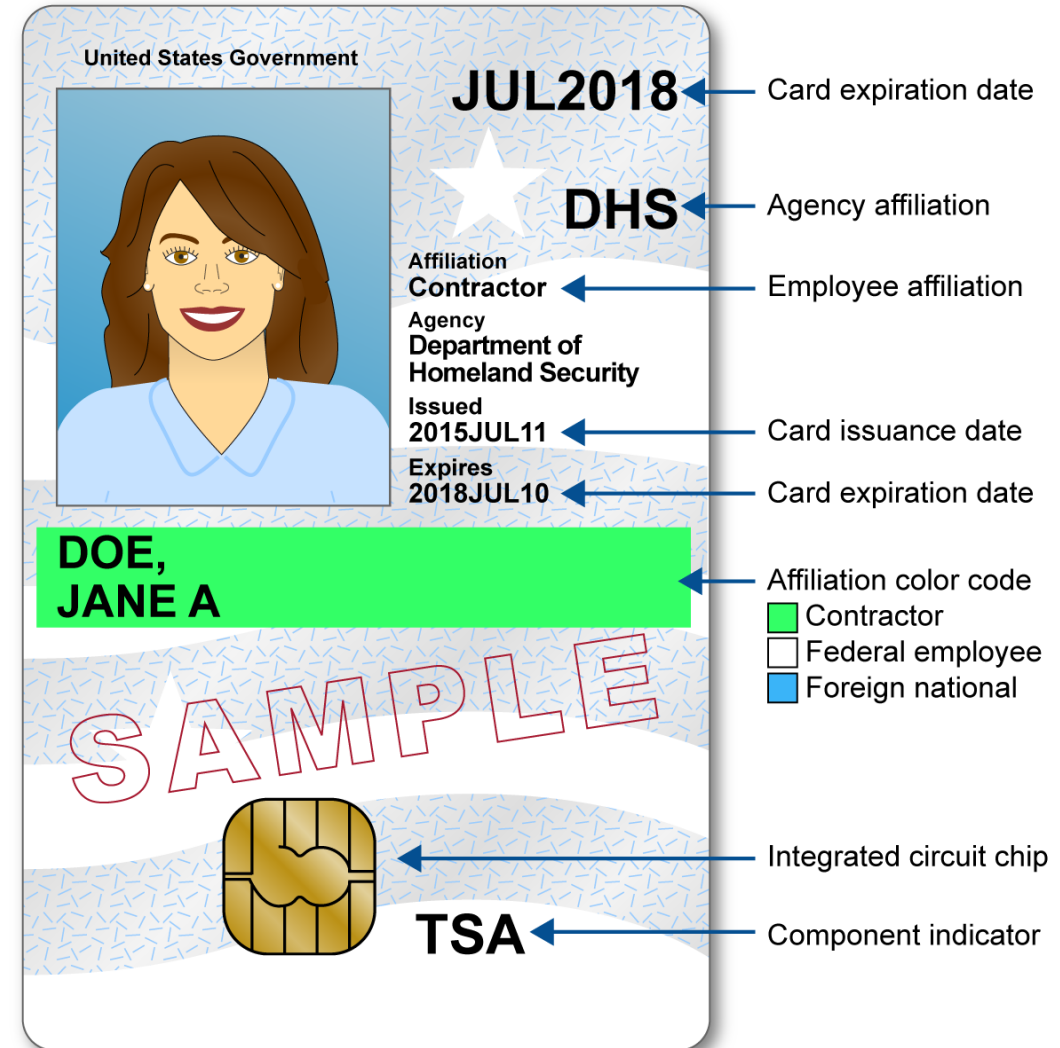 United States Government
JUL2018
Card expiration date
DHS
Agency affiliation
Affiliation
Contractor
Employee affiliation
Agency
Department of
Homeland Security
Issued
2015JUL11
Card issuance date
Expires
2018JUL10
Card expiration date
DOE,
JANE A
Affiliation color code
Contractor
Federal employee
Foreign national
SAMPLE
Integrated circuit chip
TSA
Component indicator